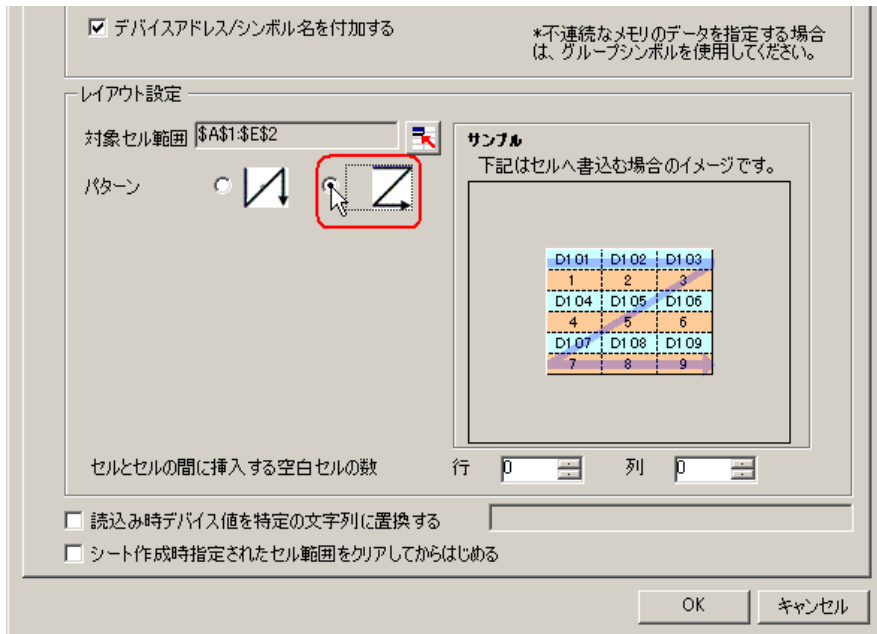 デバイスアドレス/シンボル名を付加する
*不連続なメモリのデータを指定する場合
は、グループシンボルを使用してください。
レイアウト設定
対象セル範囲 $A$1:$E$2
サンプル
下記はセルへ書込む場合のイメージです。
パターン
D101 D102 D103
1 2 3
D104 D105 D106
4 5 6
D107 D108 D109
7 8 9
セルとセルの間に挿入する空白セルの数 行 0 列 0
読込み時デバイス値を特定の文字列に置換する
シート作成時指定されたセル範囲をクリアしてからはじめる
OK キャンセル